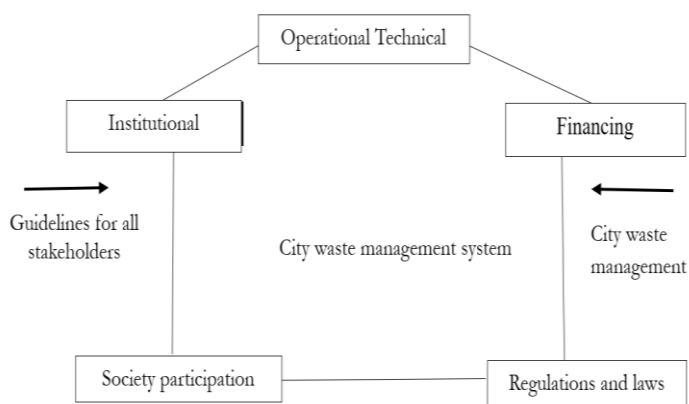 Operational Technical
Institutional
Financing
Guidelines for all
stakeholders
City waste management system
City waste
management
Society participation
Regulations and laws